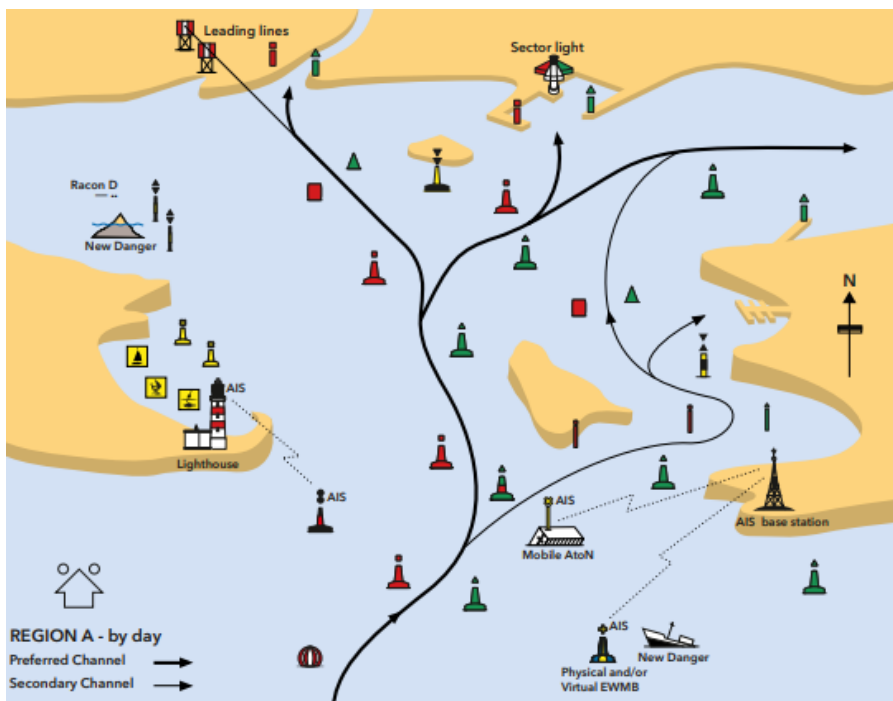 Leading lines
Sector light
Racon D
New Danger
N
AIS
Lighthouse
AIS
AIS
Mobile AtoN
AIS base station
REGION A - by day
Preferred Channel
Secondary Channel
AIS
New Danger
Physical and/or
Virtual EWMB